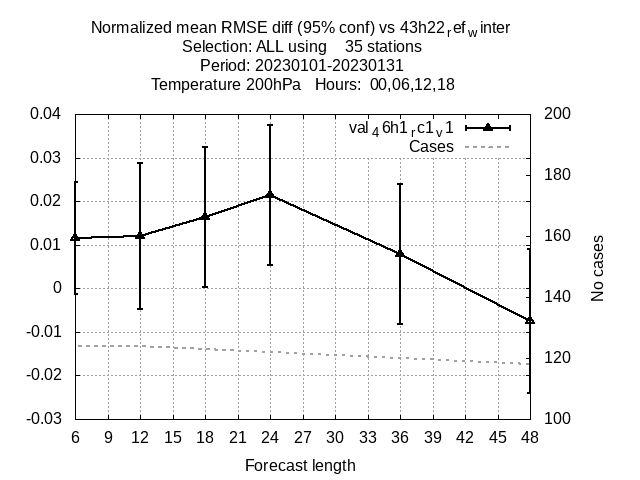 Normalized mean RMSE diff (95% conf) vs 43h22refwinter
Selection: ALL using    35 stations
Period: 20230101-20230131
Temperature 200hPa   Hours:  00,06,12,18
0.04
0.03
0.02
0.01
0
-0.01
-0.02
-0.03
val46h1rc1v1
Cases
200
180
160
140
120
100
No cases
6 9 12 15 18 21 24 27 30 33 36 39 42 45 48
Forecast length